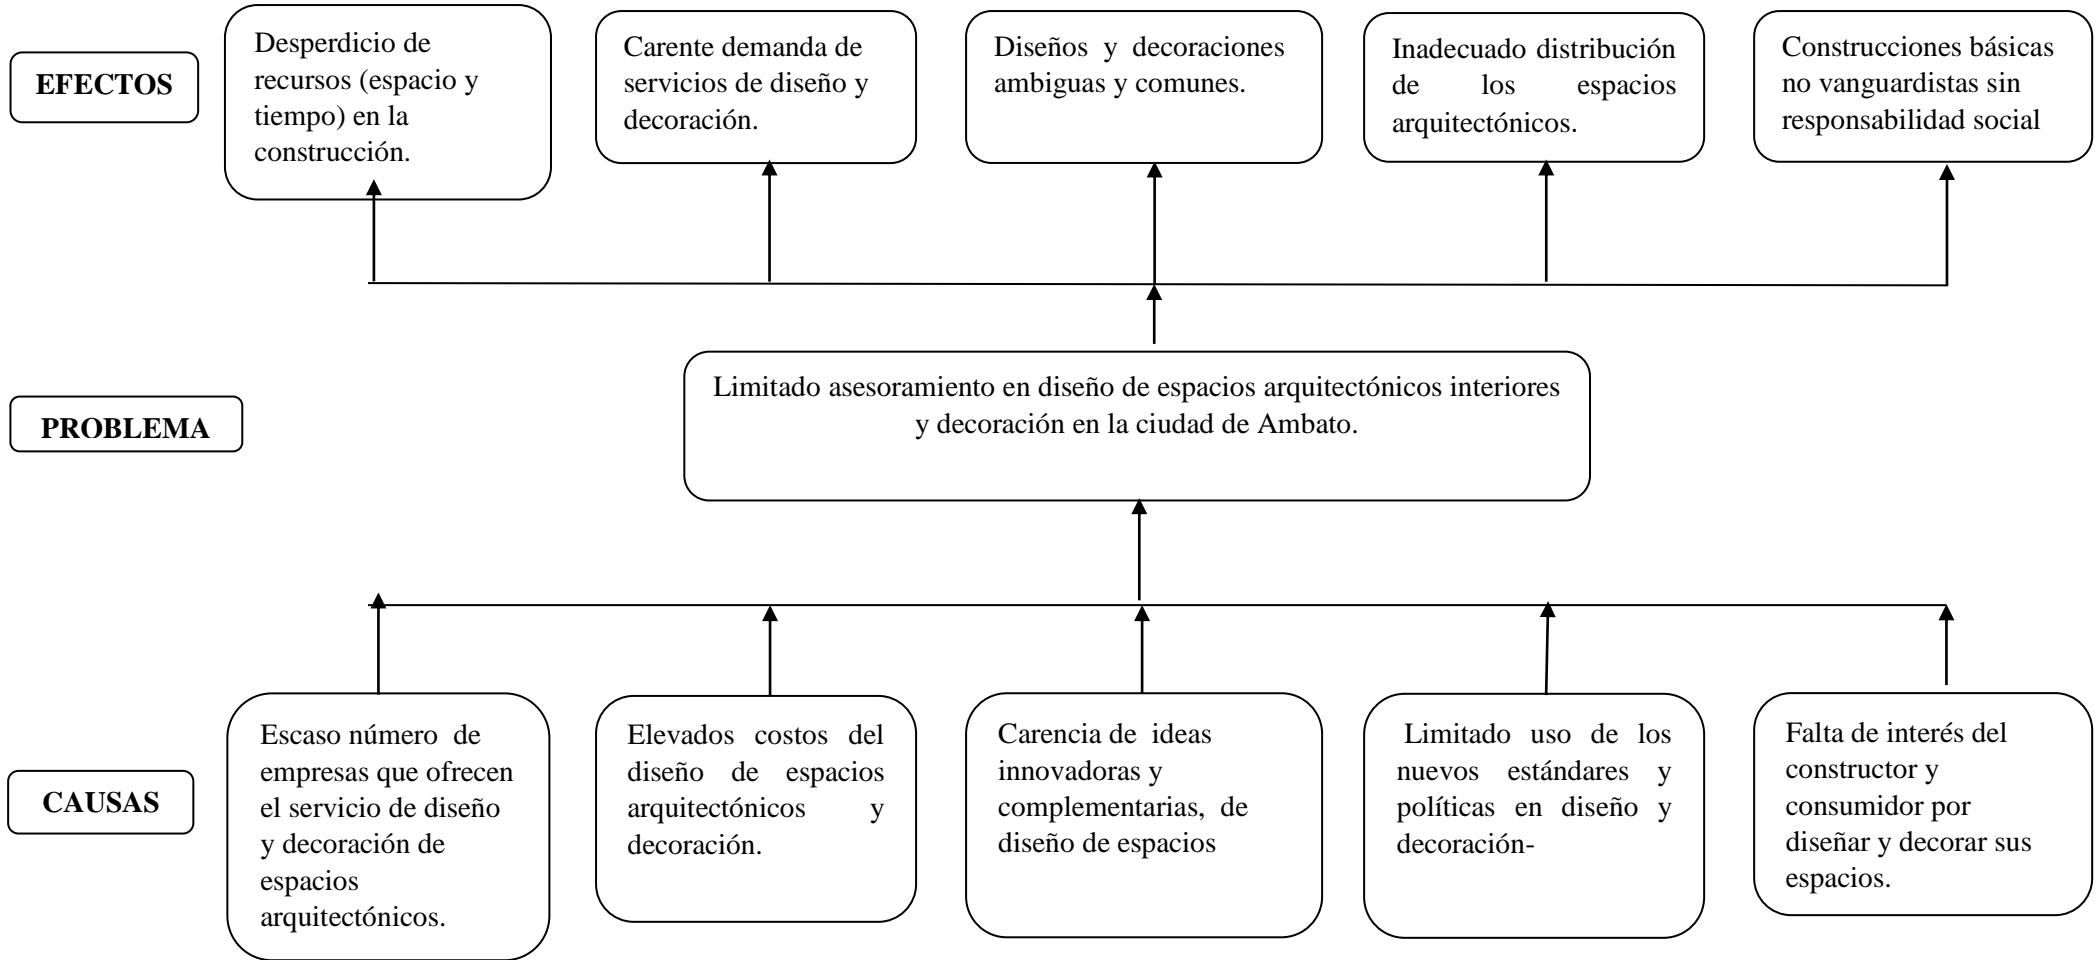 EFECTOS
Desperdicio de
recursos (espacio y
tiempo) en la
construcción.
Carente demanda de
servicios de diseño y
decoración.
Diseños y decoraciones
ambiguas y comunes.
Inadecuado distribución
de los espacios
arquitectónicos.
Construcciones básicas
no vanguardistas sin
responsabilidad social
PROBLEMA
Limitado asesoramiento en diseño de espacios arquitectónicos interiores
y decoración en la ciudad de Ambato.
CAUSAS
Escaso número de
empresas que ofrecen
el servicio de diseño
y decoración de
espacios
arquitectónicos.
Elevados costos del
diseño de espacios
arquitectónicos y
decoración.
Carencia de ideas
innovadoras y
complementarias, de
diseño de espacios
Limitado uso de los
nuevos estándares y
políticas en diseño y
decoración-
Falta de interés del
constructor y
consumidor por
diseñar y decorar sus
espacios.